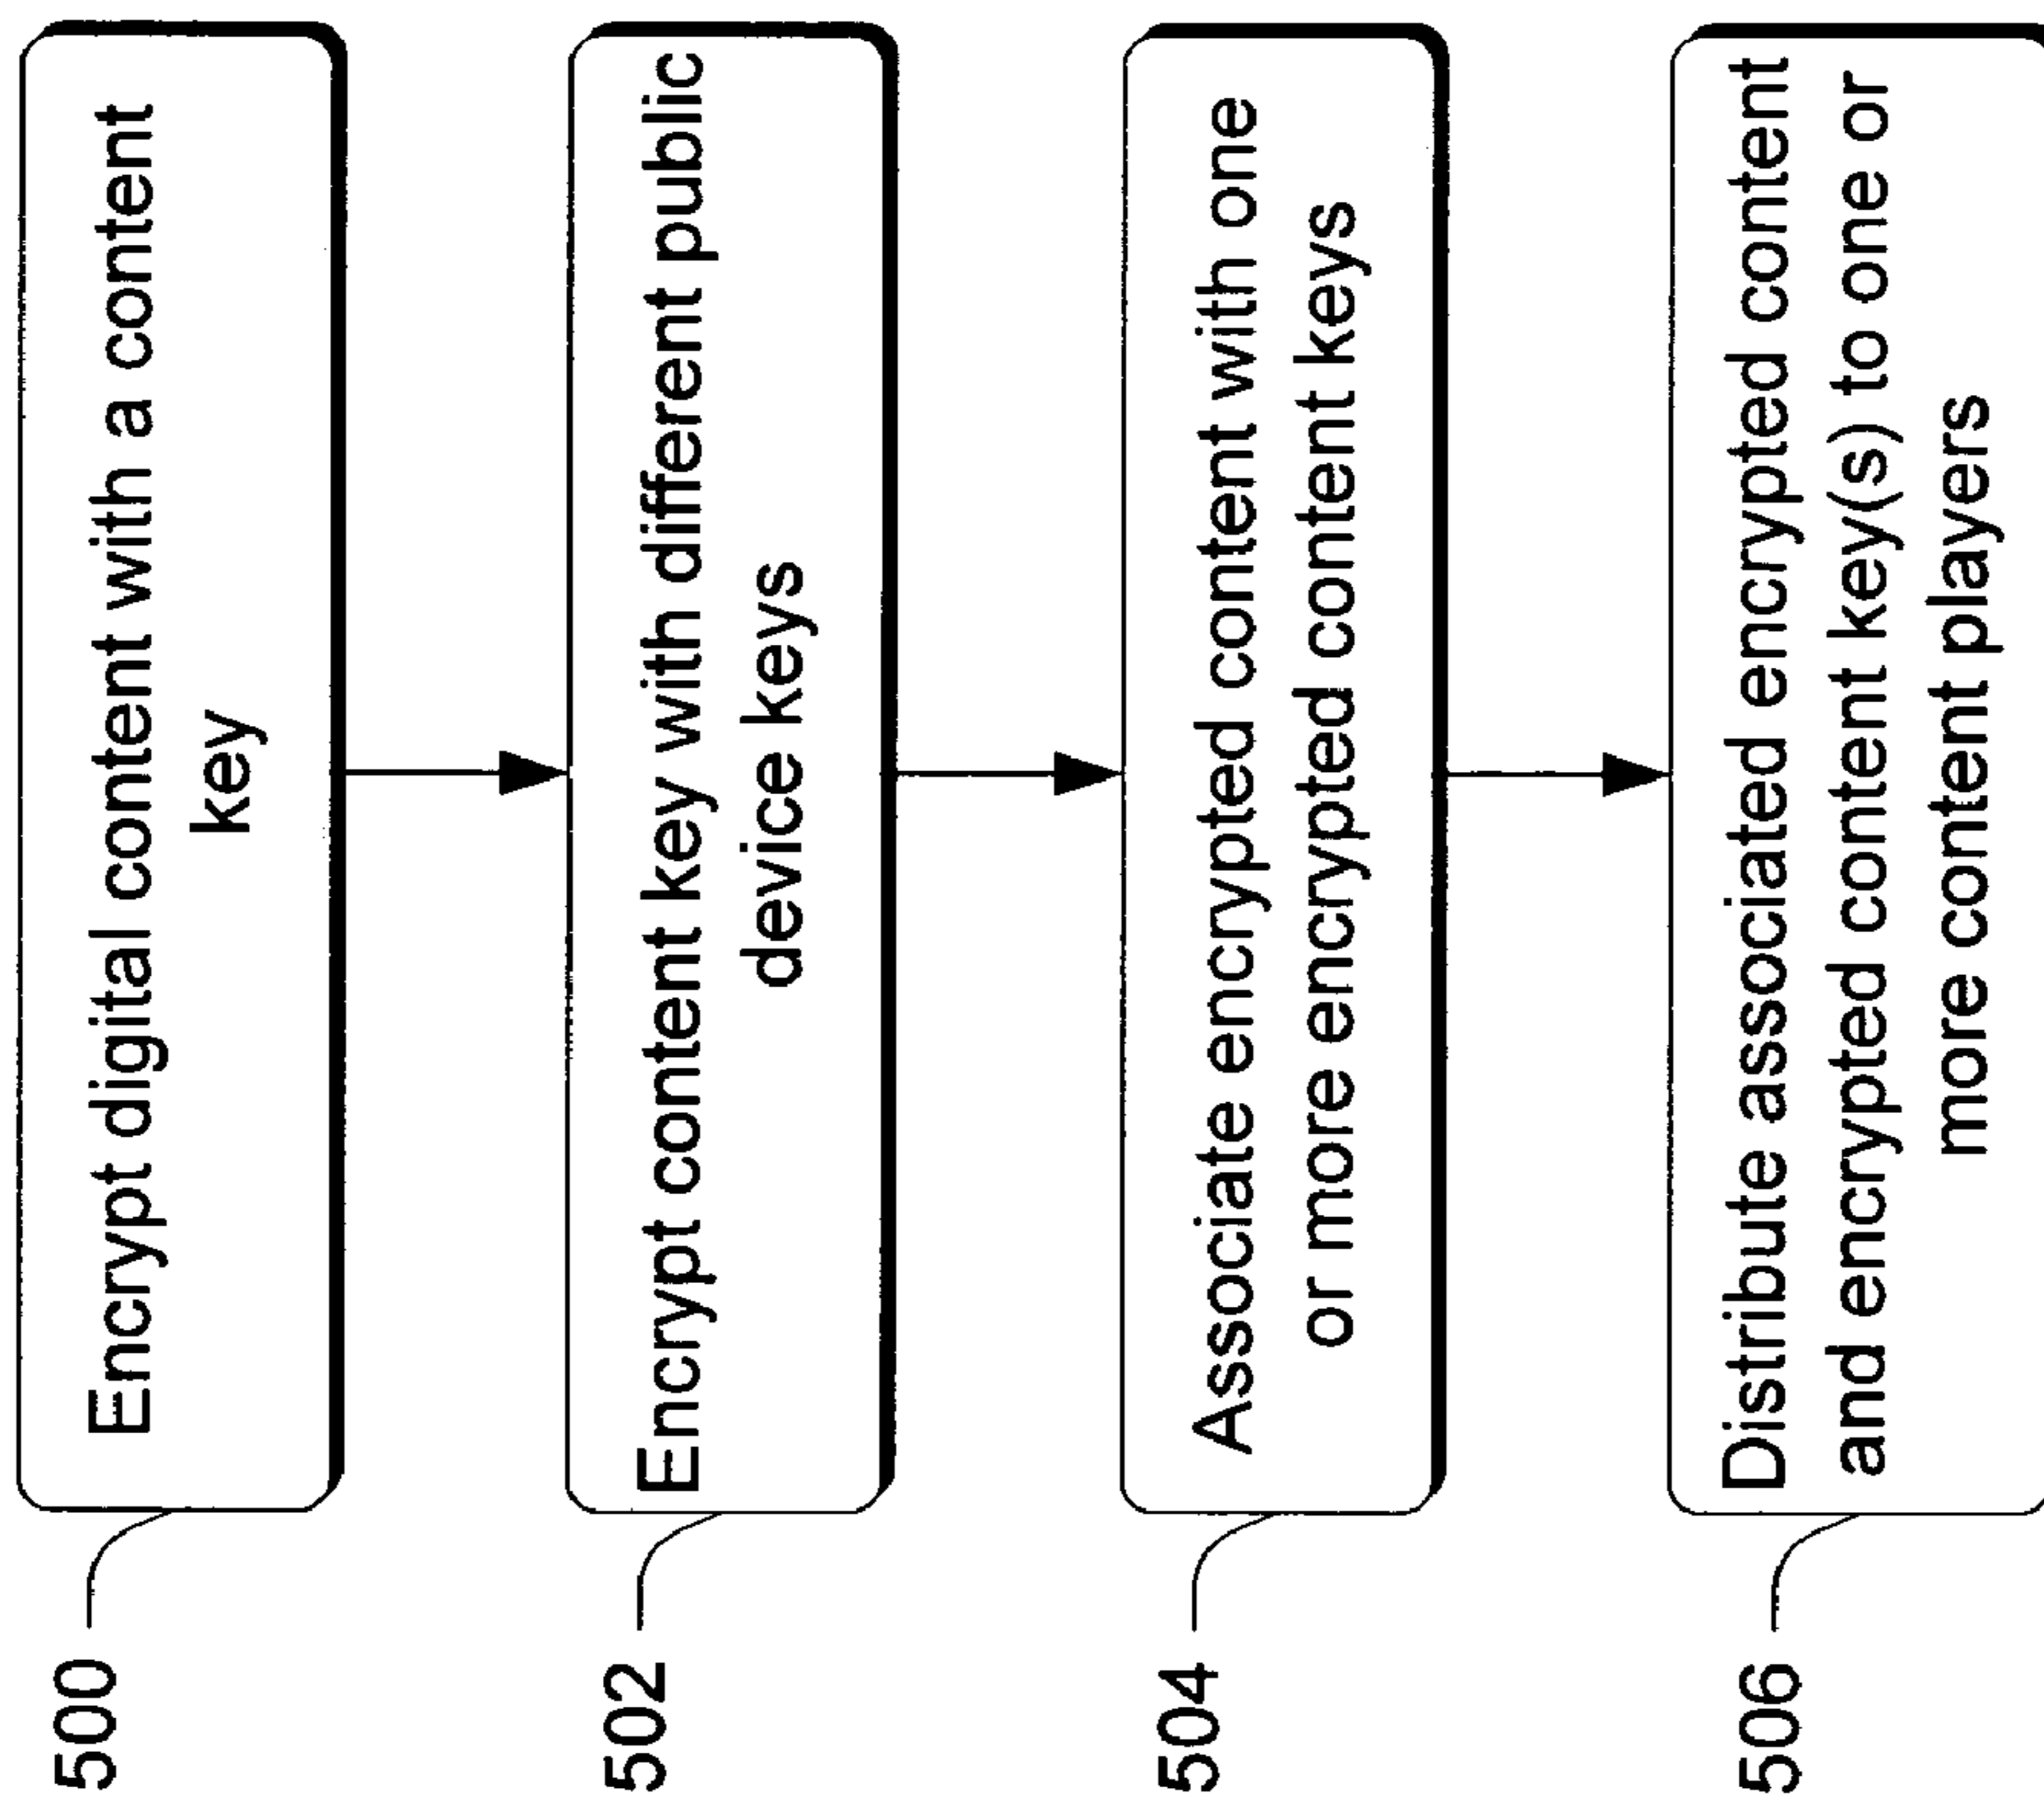 500
Encrypt digital content with a content
key
502
Encrypt content key with different public
device keys
504
Associate encrypted content with one
or more encrypted content keys
506
Distribute associated encrypted content
and encrypted content key(s) to one or
more content players